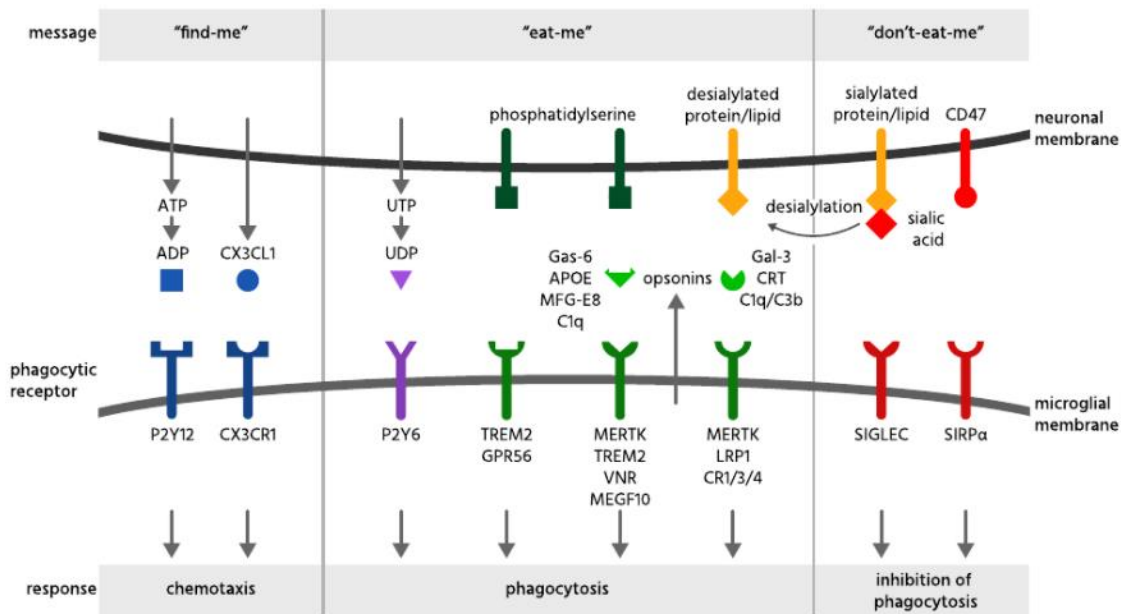 message "find-me" "eat-me" "don't-eat-me"
phosphatidylserine
desialylated
protein/lipid
sialylated
protein/lipid
CD47
neuronal
membrane
ATP
ADP
CX3CL1
UTP
UDP
desialylation
sialic
acid
Gas-6
APOE
MFG-E8
C1q
opsonins
Gal-3
CRT
C1q/C3b
phagocytic
receptor
microglial
membrane
P2Y12
CX3CR1
P2Y6
TREM2
GPR56
MERTK
TREM2
VNR
MEGF10
MERTK
LRP1
CR1/3/4
SIGLEC
SIRPα
response
chemotaxis
phagocytosis
inhibition of
phagocytosis